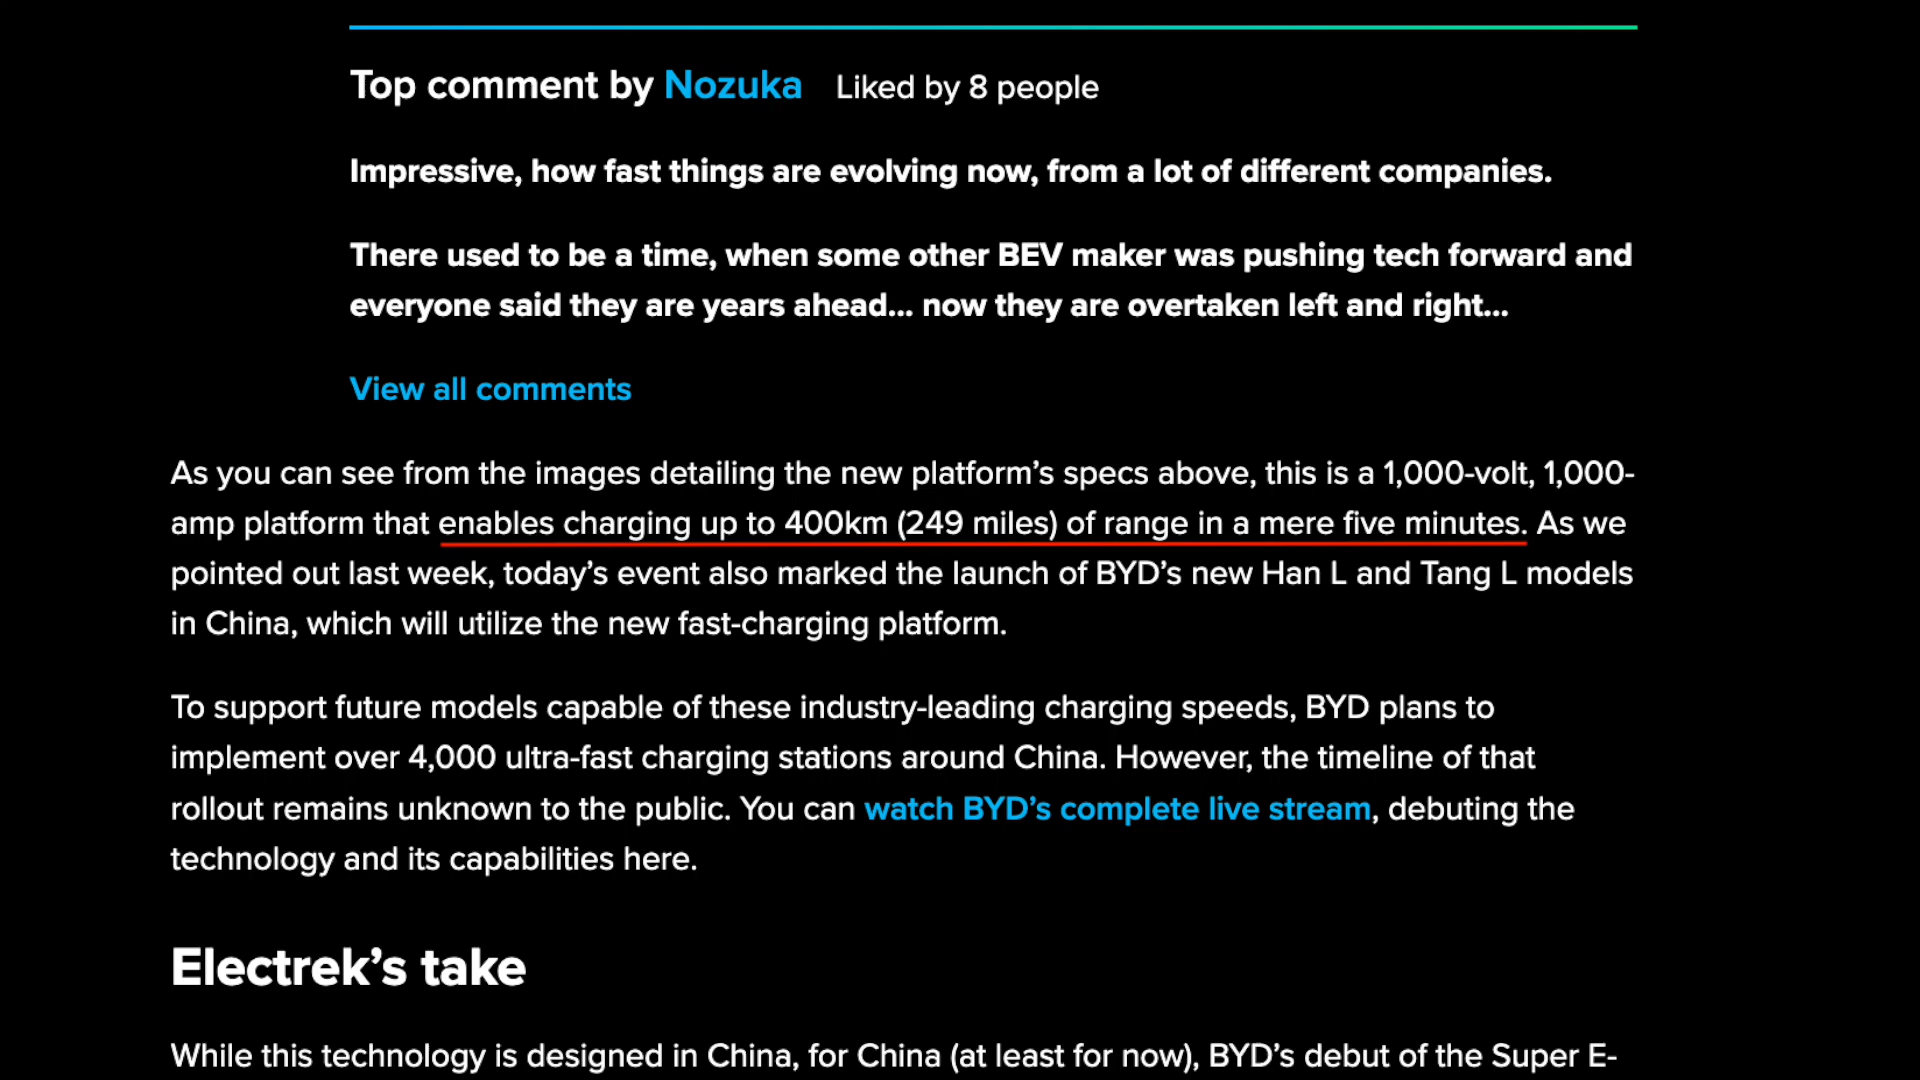 Top comment by Nozuka Liked by 8 people
Impressive, how fast things are evolving now, from a lot of different companies.
There used to be a time, when some other BEV maker was pushing tech forward and
everyone said they are years ahead... now they are overtaken left and right...
View all comments
As you can see from the images detailing the new platform’s specs above, this is a 1,000-volt, 1,000-
amp platform that enables charging up to 400km (249 miles) of range in a mere five minutes. As we
pointed out last week, today’s event also marked the launch of BYD’s new Han L and Tang L models
in China, which will utilize the new fast-charging platform.
To support future models capable of these industry-leading charging speeds, BYD plans to
implement over 4,000 ultra-fast charging stations around China. However, the timeline of that
rollout remains unknown to the public. You can watch BYD’s complete live stream, debuting the
technology and its capabilities here.
Electrek’s take
While this technology is designed in China, for China (at least for now), BYD’s debut of the Super E-